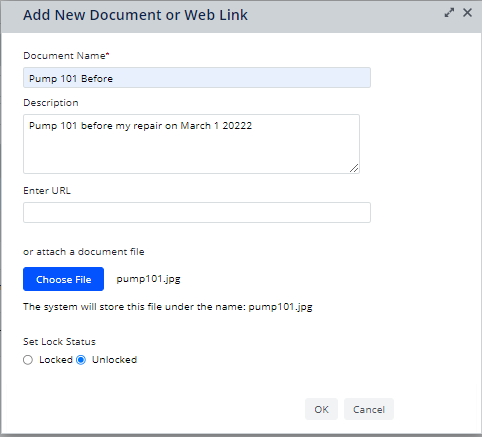 Add New Document or Web Link
Document Name*
Pump 101 Before
Description
Pump 101 before my repair on March 1 20222
Enter URL
or attach a document file
Choose File pump101.jpg
The system will store this file under the name: pump101.jpg
Set Lock Status
Locked Unlocked
OK Cancel